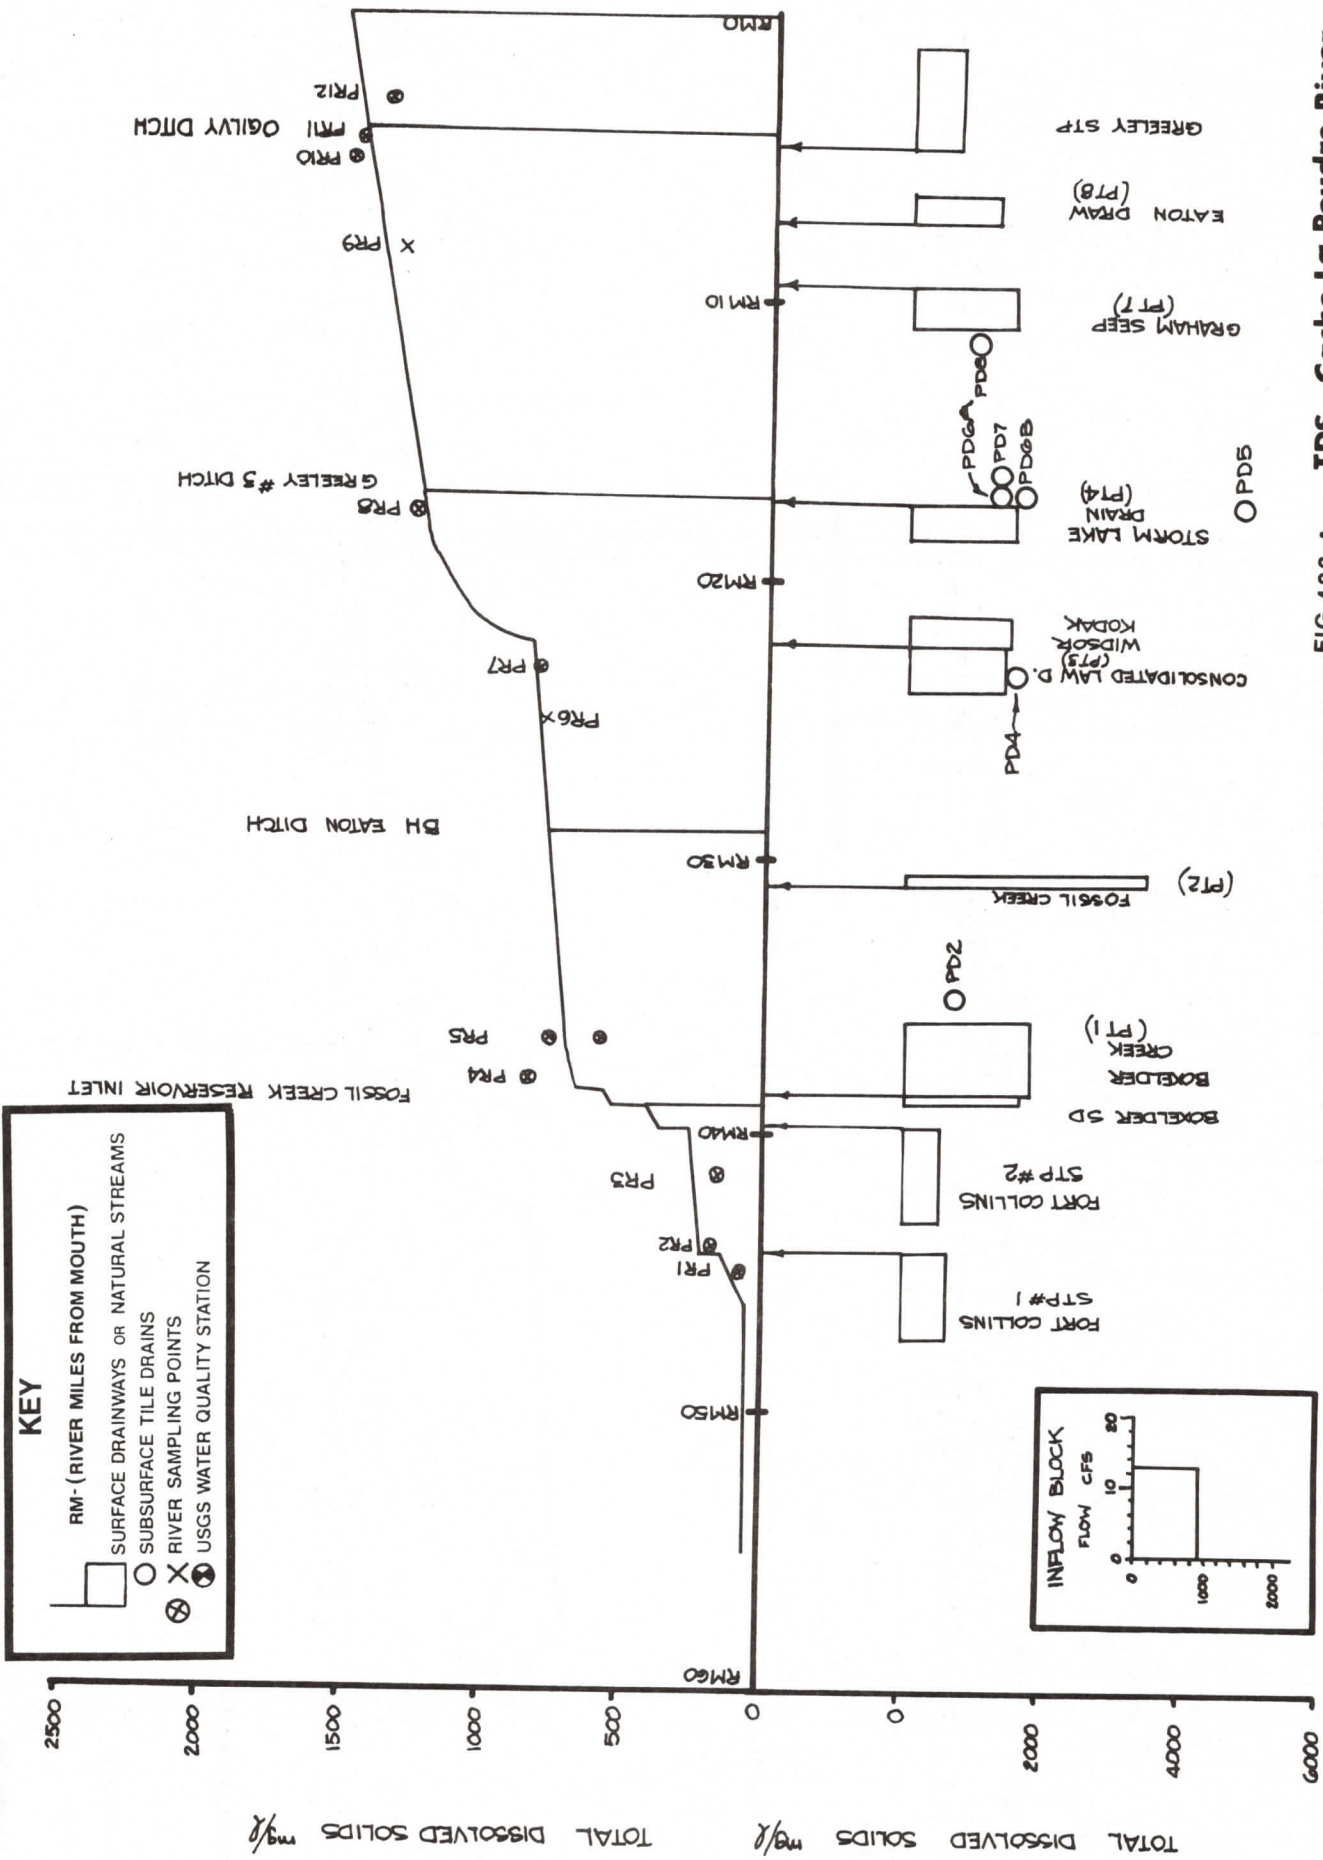 KEY
RM- (RIVER MILES FROM MOUTH)
SURFACE DRAINWAYS OR NATURAL STREAMS
SUBSURFACE TILE DRAINS
RIVER SAMPLING POINTS
USGS WATER QUALITY STATION
TOTAL DISSOLVED SOLIDS mg/l
2500
2000
1500
1000
500
0
TOTAL DISSOLVED SOLIDS mg/l
0
2000
4000
6000
RM60
RM50
RM40
RM30
RM20
RM10
RM0
PR1
PR2
PR3
PR4
PR5
PR6
PR7
PR8
PR9
PR10
PR11
PR12
FOSSIL CREEK RESERVOIR INLET
BH EATON DITCH
GREELEY #3 DITCH
OGILVY DITCH
FORT COLLINS
STP #1
FORT COLLINS
STP #2
BOXELDER SD
BOXELDER
CREEK
(PT1)
PD2
FOSSIL CREEK
(PT2)
PD4
CONSOLIDATED LAW D.
(PT3)
WIDSOR
KODAK
STORM LAKE
DRAIN
(PT4)
PD5
PD6A
PD7
PD6B
PD8
GRAHAM SEEP
(PT7)
EATON DRAW
(PT8)
GREELEY STP
INFLOW BLOCK
FLOW CFS
0
10
20
0
1000
2000